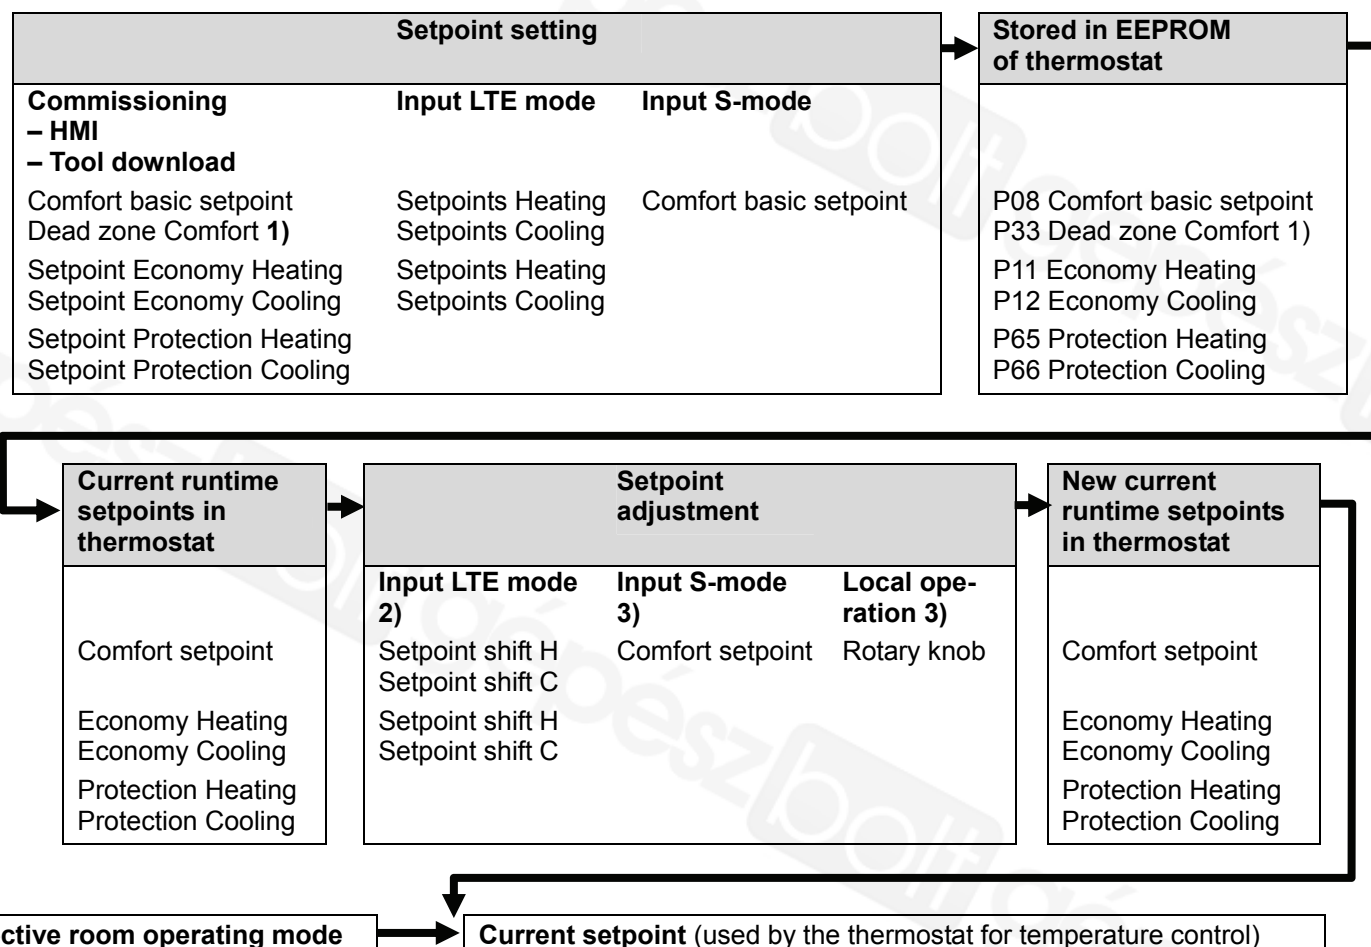 Setpoint setting
Commissioning
– HMI
– Tool download
Input LTE mode
Input S-mode
Comfort basic setpoint
Dead zone Comfort 1)
Setpoints Heating
Setpoints Cooling
Comfort basic setpoint
Setpoint Economy Heating
Setpoint Economy Cooling
Setpoints Heating
Setpoints Cooling
Setpoint Protection Heating
Setpoint Protection Cooling
Stored in EEPROM
of thermostat
P08 Comfort basic setpoint
P33 Dead zone Comfort 1)
P11 Economy Heating
P12 Economy Cooling
P65 Protection Heating
P66 Protection Cooling
Current runtime
setpoints in
thermostat
Comfort setpoint
Economy Heating
Economy Cooling
Protection Heating
Protection Cooling
Setpoint
adjustment
Input LTE mode
2)
Input S-mode
3)
Local ope-
ration 3)
Setpoint shift H
Setpoint shift C
Comfort setpoint
Rotary knob
Setpoint shift H
Setpoint shift C
New current
runtime setpoints
in thermostat
Comfort setpoint
Economy Heating
Economy Cooling
Protection Heating
Protection Cooling
ctive room operating mode
Current setpoint (used by the thermostat for temperature control)